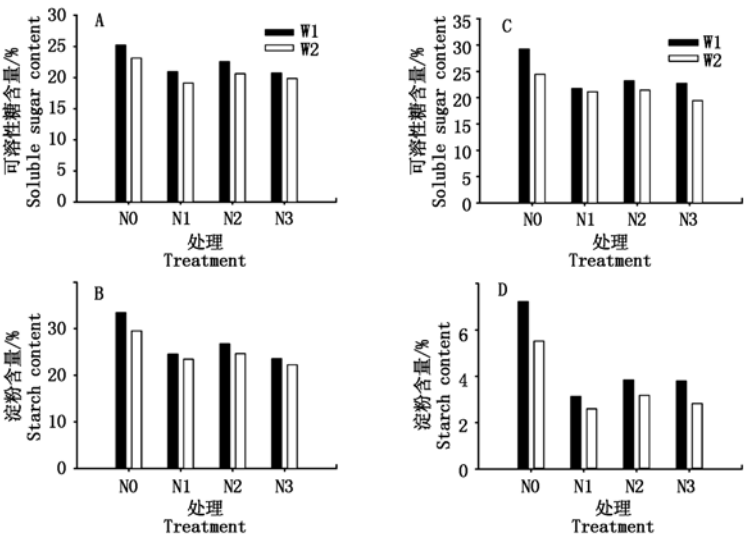 A
W1
W2
可溶性糖含量/%
Soluble sugar content
30
25
20
15
10
5
0
N0 N1 N2 N3
处理
Treatment
C
W1
W2
可溶性糖含量/%
Soluble sugar content
35
30
25
20
15
10
5
0
N0 N1 N2 N3
处理
Treatment
B
淀粉含量/%
Starch content
30
20
10
0
N0 N1 N2 N3
处理
Treatment
D
淀粉含量/%
Starch content
6
4
2
0
N0 N1 N2 N3
处理
Treatment